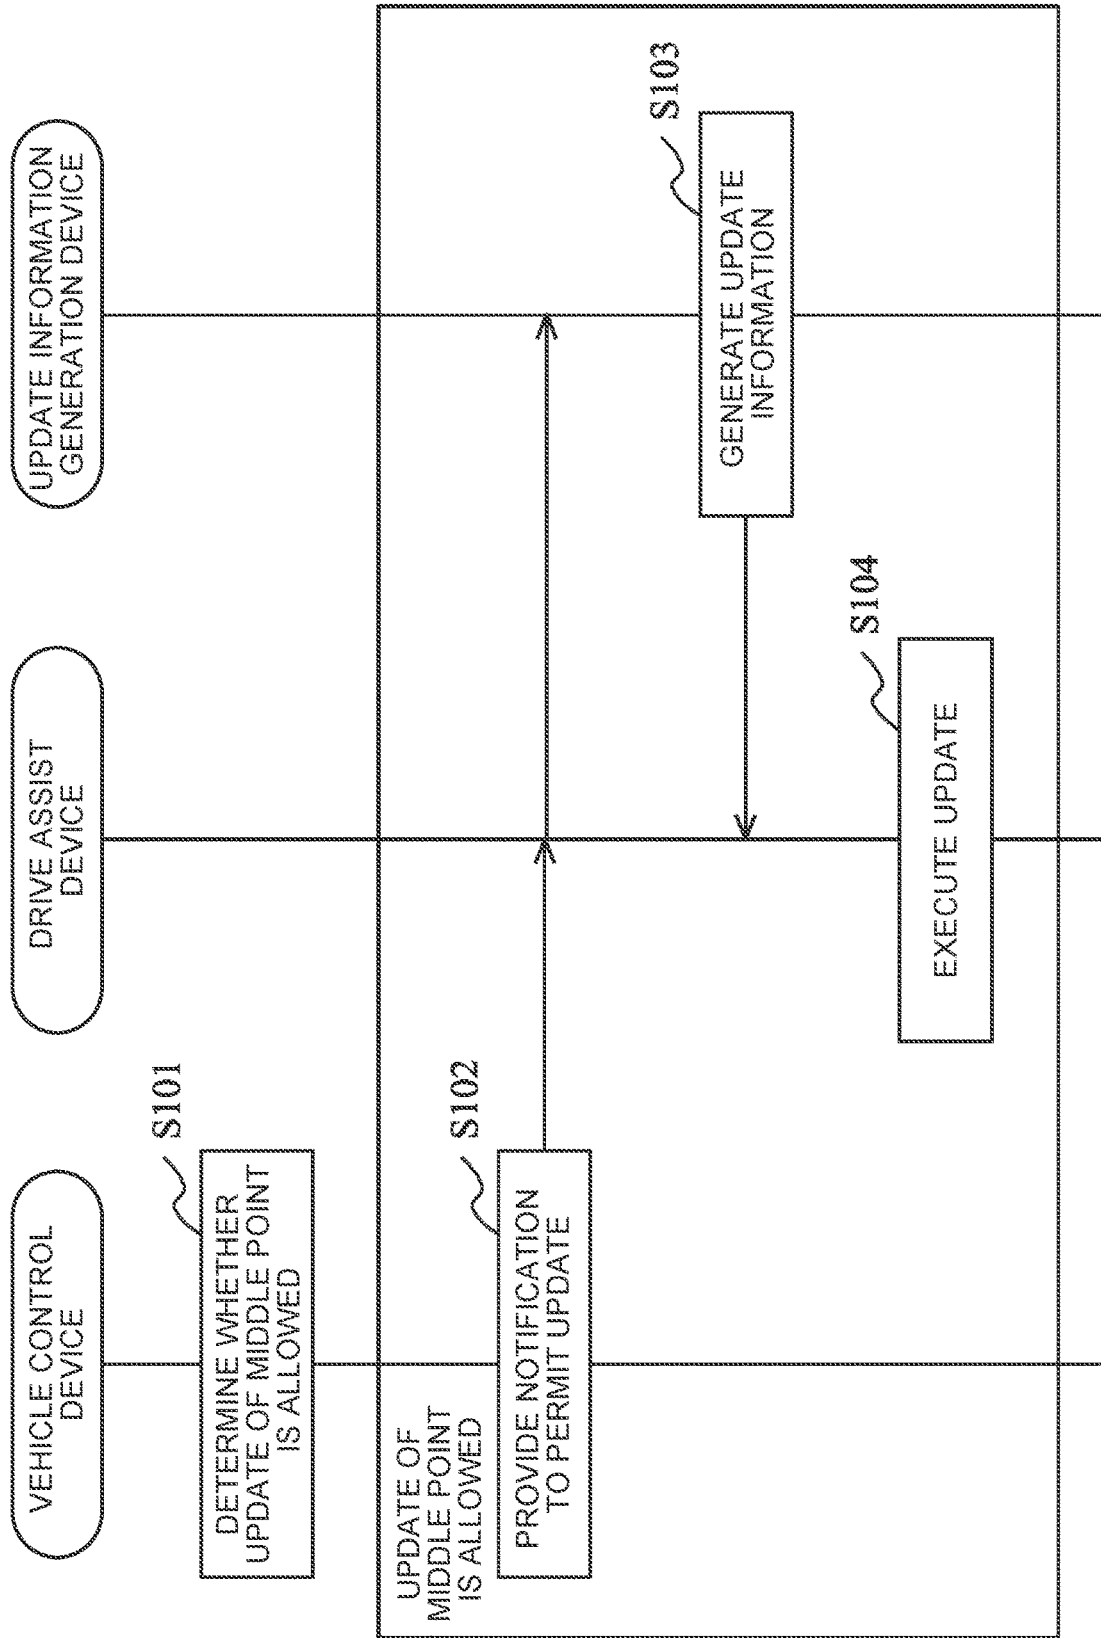 VEHICLE CONTROL
DEVICE
DRIVE ASSIST
DEVICE
UPDATE INFORMATION
GENERATION DEVICE
S101
DETERMINE WHETHER
UPDATE OF MIDDLE POINT
IS ALLOWED
UPDATE OF
MIDDLE POINT
IS ALLOWED
S102
PROVIDE NOTIFICATION
TO PERMIT UPDATE
S103
GENERATE UPDATE
INFORMATION
S104
EXECUTE UPDATE